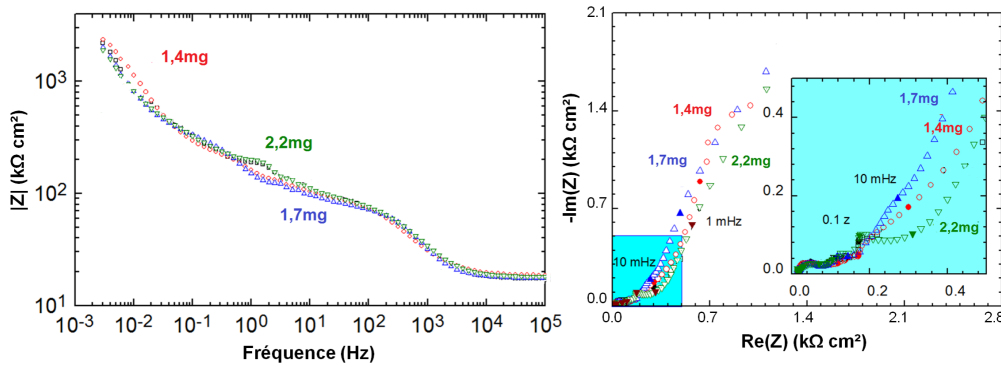 |Z| (kΩ cm²)
10³
10²
10¹
1,4mg
2,2mg
1,7mg
10⁻³ 10⁻² 10⁻¹ 10⁰ 10¹ 10² 10³ 10⁴ 10⁵
Fréquence (Hz)
-Im(Z) (kΩ cm²)
2.1
1.4
0.7
0.0
1,4mg
1,7mg
2,2mg
1 mHz
10 mHz
0.0 0.7 1.4 2.1 2.8
Re(Z) (kΩ cm²)
0.4
0.2
0.0
1,7mg
1,4mg
10 mHz
0.1 z
2,2mg
0.0 0.2 0.4